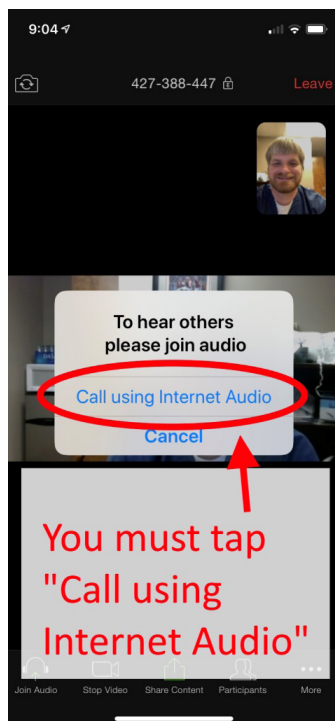 9:04
427-388-447
Leave
To hear others
please join audio
Call using Internet Audio
Cancel
You must tap
"Call using
Internet Audio"
Join Audio Stop Video Share Content Participants More